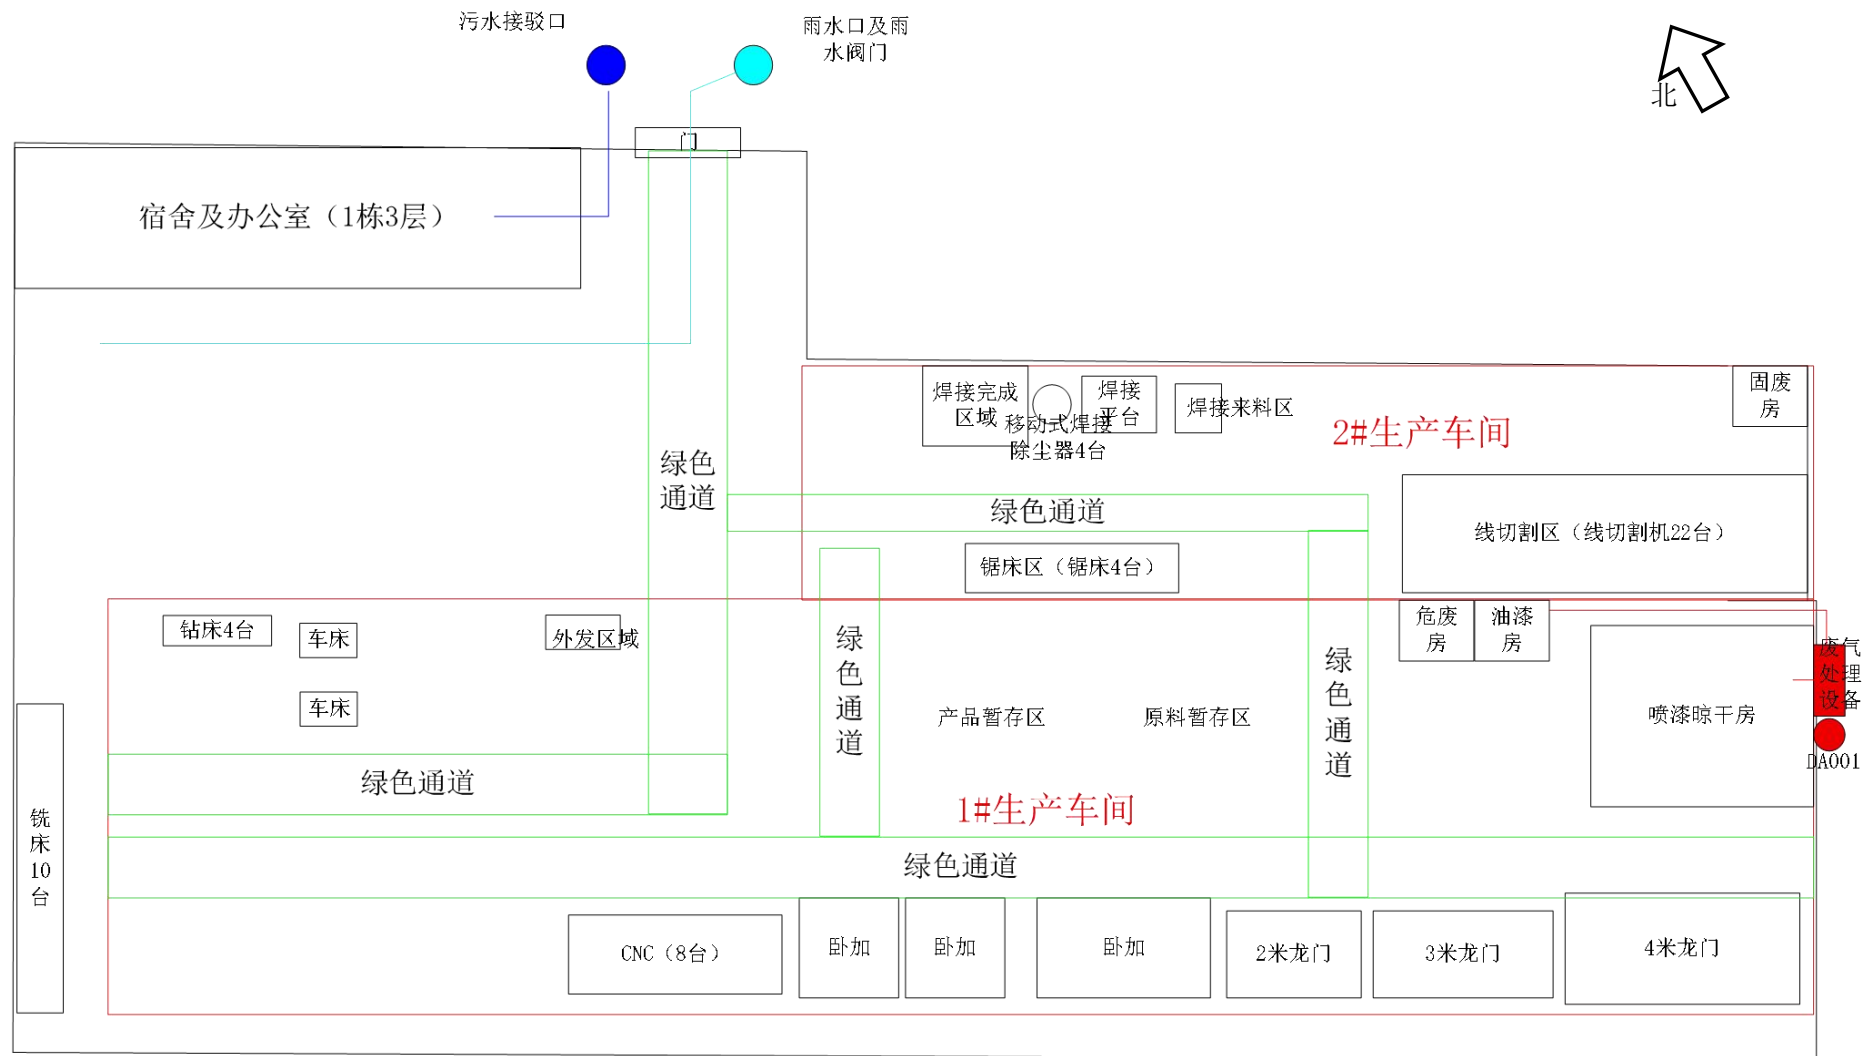 污水接驳口
雨水口及雨
水阀门
北
门
宿舍及办公室（1栋3层）
焊接完成
区域
移动式焊接
除尘器4台
焊接
平台
焊接来料区
2#生产车间
固废
房
绿色
通道
绿色通道
线切割区（线切割机22台）
锯床区（锯床4台）
钻床4台
车床
外发区域
绿
色
通
道
绿
色
通
道
危废
房
油漆
房
废气
处理
设备
车床
产品暂存区
原料暂存区
喷漆晾干房
DA001
绿色通道
1#生产车间
铣
床
10
台
绿色通道
CNC（8台）
卧加
卧加
卧加
2米龙门
3米龙门
4米龙门